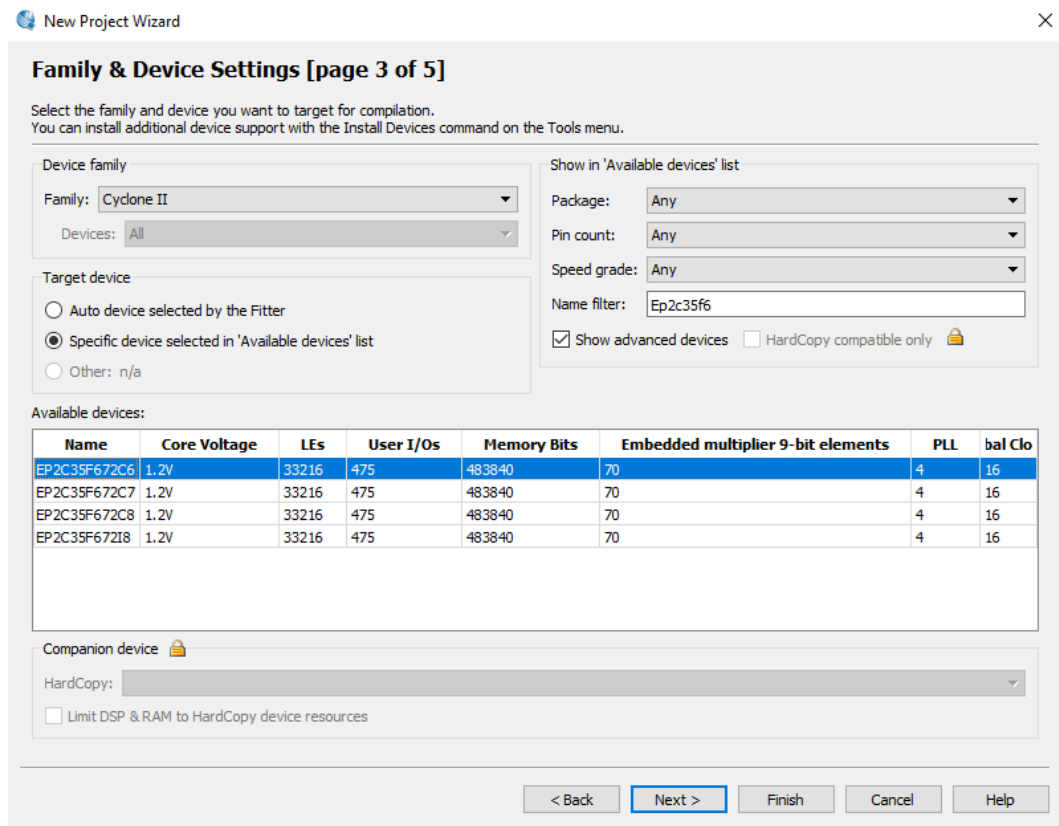 New Project Wizard
Family & Device Settings [page 3 of 5]
Select the family and device you want to target for compilation.
You can install additional device support with the Install Devices command on the Tools menu.
Device family
Family: Cyclone II
Devices: All
Target device
Auto device selected by the Fitter
Specific device selected in 'Available devices' list
Other: n/a
Show in 'Available devices' list
Package: Any
Pin count: Any
Speed grade: Any
Name filter: Ep2c35f6
Show advanced devices HardCopy compatible only
Available devices:
Name Core Voltage LEs User I/Os Memory Bits Embedded multiplier 9-bit elements PLL bal Clo
EP2C35F672C6 1.2V 33216 475 483840 70 4 16
EP2C35F672C7 1.2V 33216 475 483840 70 4 16
EP2C35F672C8 1.2V 33216 475 483840 70 4 16
EP2C35F672I8 1.2V 33216 475 483840 70 4 16
Companion device
HardCopy:
Limit DSP & RAM to HardCopy device resources
< Back Next > Finish Cancel Help